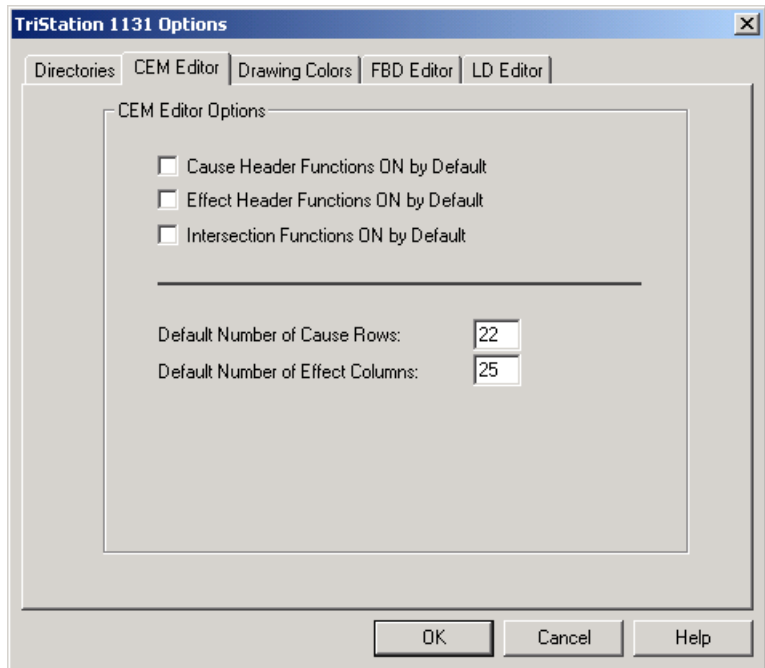 TriStation 1131 Options
Directories CEM Editor Drawing Colors FBD Editor LD Editor
CEM Editor Options
Cause Header Functions ON by Default
Effect Header Functions ON by Default
Intersection Functions ON by Default
Default Number of Cause Rows: 22
Default Number of Effect Columns: 25
OK Cancel Help